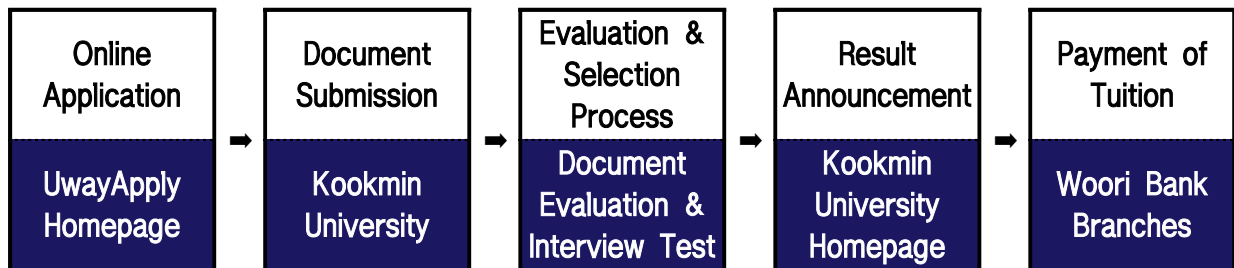 Online
Application
UwayApply
Homepage
➡
Document
Submission
Kookmin
University
➡
Evaluation &
Selection
Process
Document
Evaluation &
Interview Test
➡
Result
Announcement
Kookmin
University
Homepage
➡
Payment of
Tuition
Woori Bank
Branches